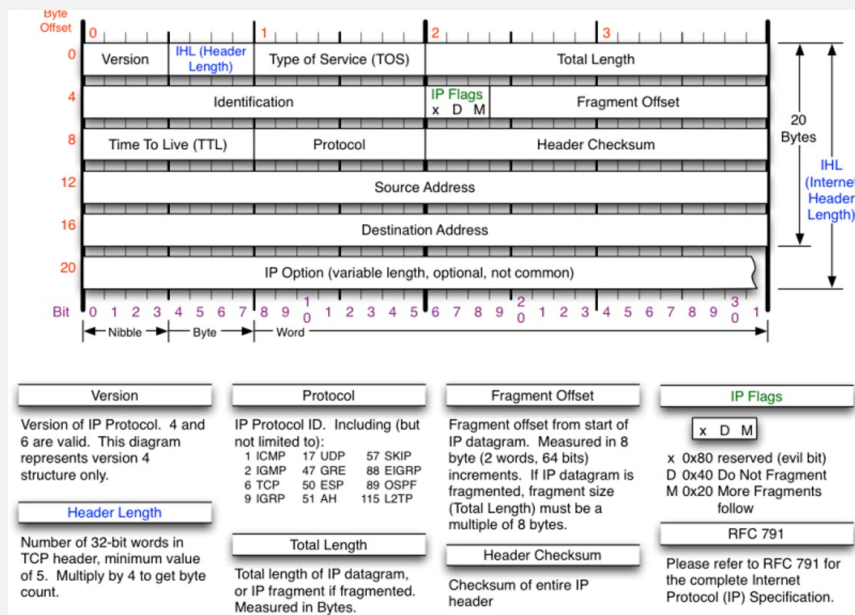 Byte
Offset
0 1 2 3
0 Version IHL (Header Length) Type of Service (TOS) Total Length
4 Identification IP Flags x D M Fragment Offset
20
Bytes
8 Time To Live (TTL) Protocol Header Checksum
IHL
(Internet
Header
Length)
12 Source Address
16 Destination Address
20 IP Option (variable length, optional, not common)
Bit 0 1 2 3 4 5 6 7 8 9 10 1 2 3 4 5 6 7 8 9 20 1 2 3 4 5 6 7 8 9 30 1
Nibble Byte Word
Version
Version of IP Protocol. 4 and
6 are valid. This diagram
represents version 4
structure only.
Header Length
Number of 32-bit words in
TCP header, minimum value
of 5. Multiply by 4 to get byte
count.
Protocol
IP Protocol ID. Including (but
not limited to):
1 ICMP 17 UDP 57 SKIP
2 IGMP 47 GRE 88 EIGRP
6 TCP 50 ESP 89 OSPF
9 IGRP 51 AH 115 L2TP
Total Length
Total length of IP datagram,
or IP fragment if fragmented.
Measured in Bytes.
Fragment Offset
Fragment offset from start of
IP datagram. Measured in 8
byte (2 words, 64 bits)
increments. If IP datagram is
fragmented, fragment size
(Total Length) must be a
multiple of 8 bytes.
Header Checksum
Checksum of entire IP
header
IP Flags
x D M
x 0x80 reserved (evil bit)
D 0x40 Do Not Fragment
M 0x20 More Fragments
follow
RFC 791
Please refer to RFC 791 for
the complete Internet
Protocol (IP) Specification.